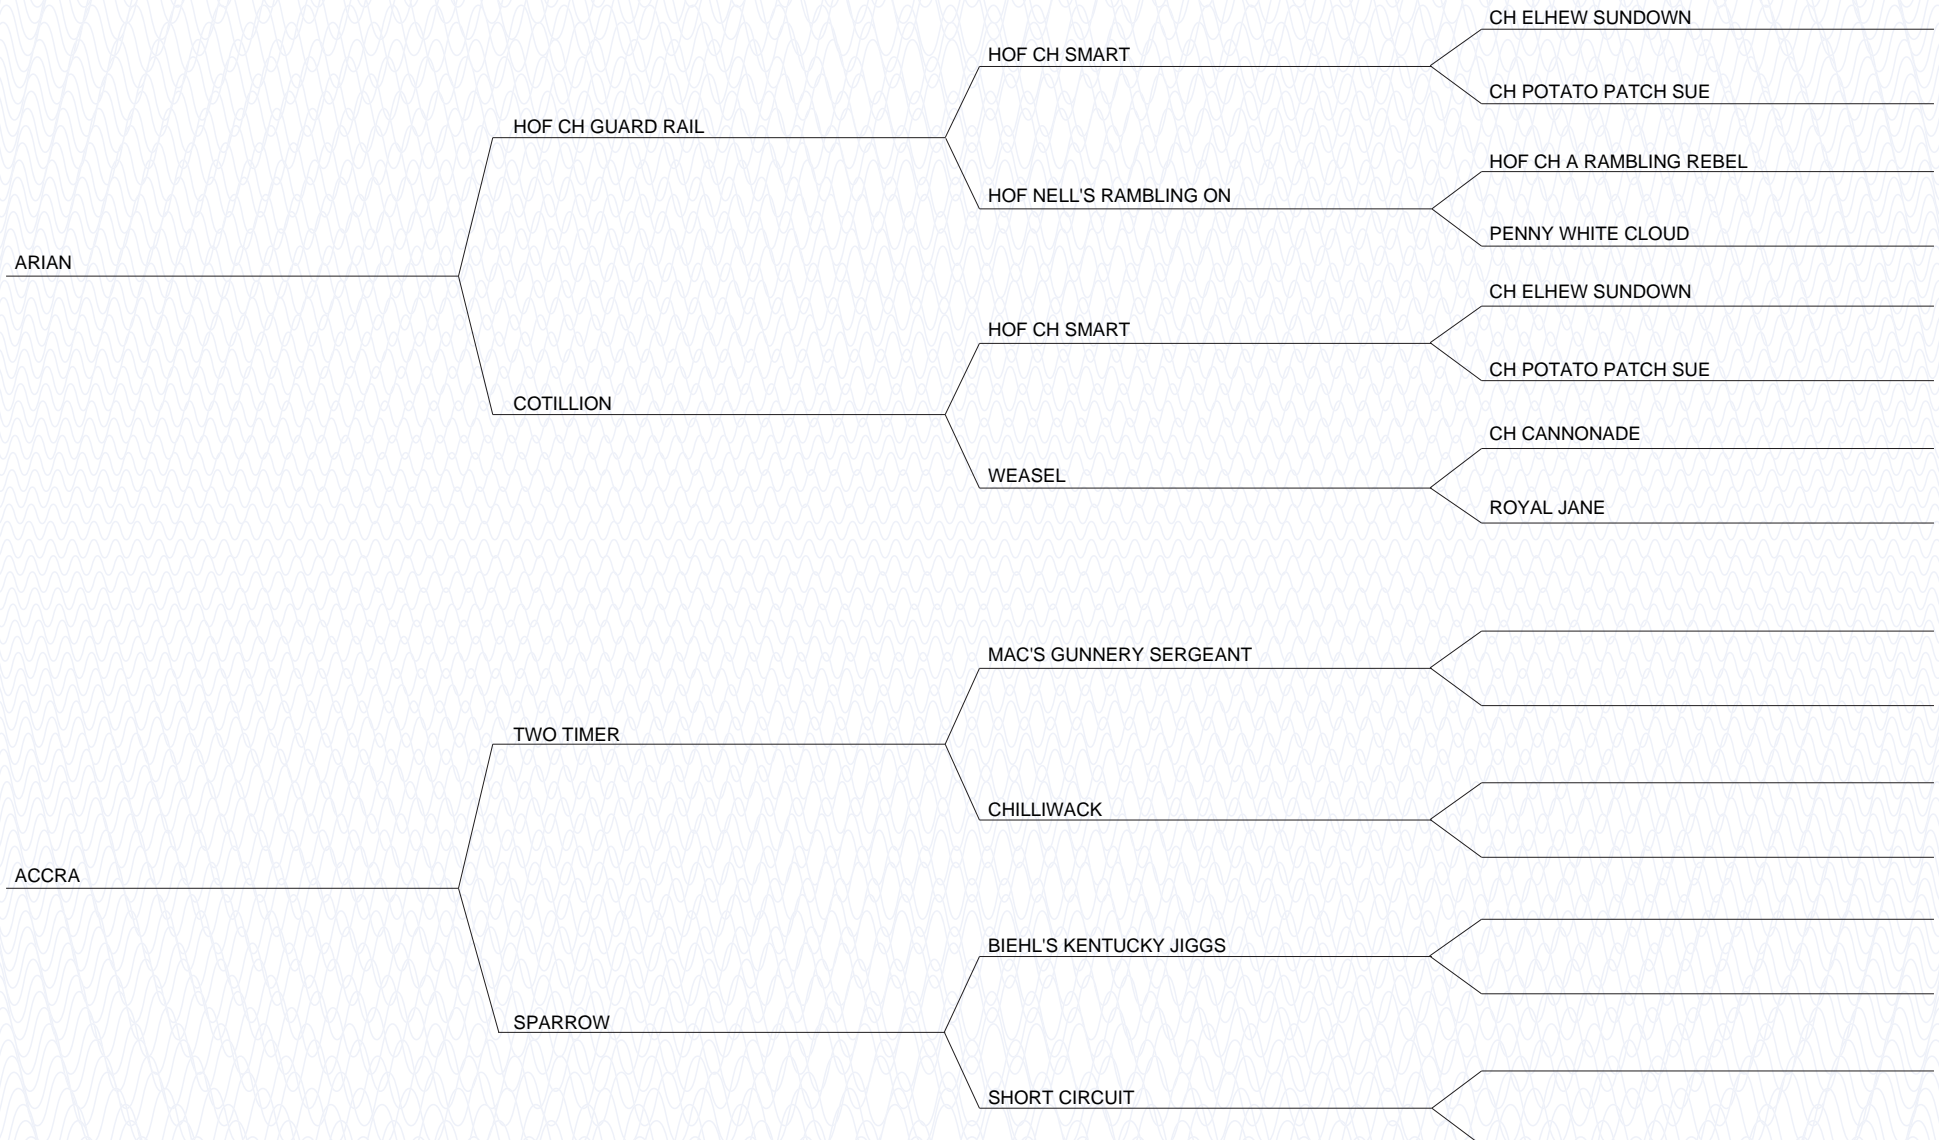 CH ELHEW SUNDOWN
HOF CH SMART
CH POTATO PATCH SUE
HOF CH GUARD RAIL
HOF CH A RAMBLING REBEL
HOF NELL'S RAMBLING ON
PENNY WHITE CLOUD
ARIAN
CH ELHEW SUNDOWN
HOF CH SMART
CH POTATO PATCH SUE
COTILLION
CH CANNONADE
WEASEL
ROYAL JANE
MAC'S GUNNERY SERGEANT
TWO TIMER
CHILLIWACK
ACCRA
BIEHL'S KENTUCKY JIGGS
SPARROW
SHORT CIRCUIT